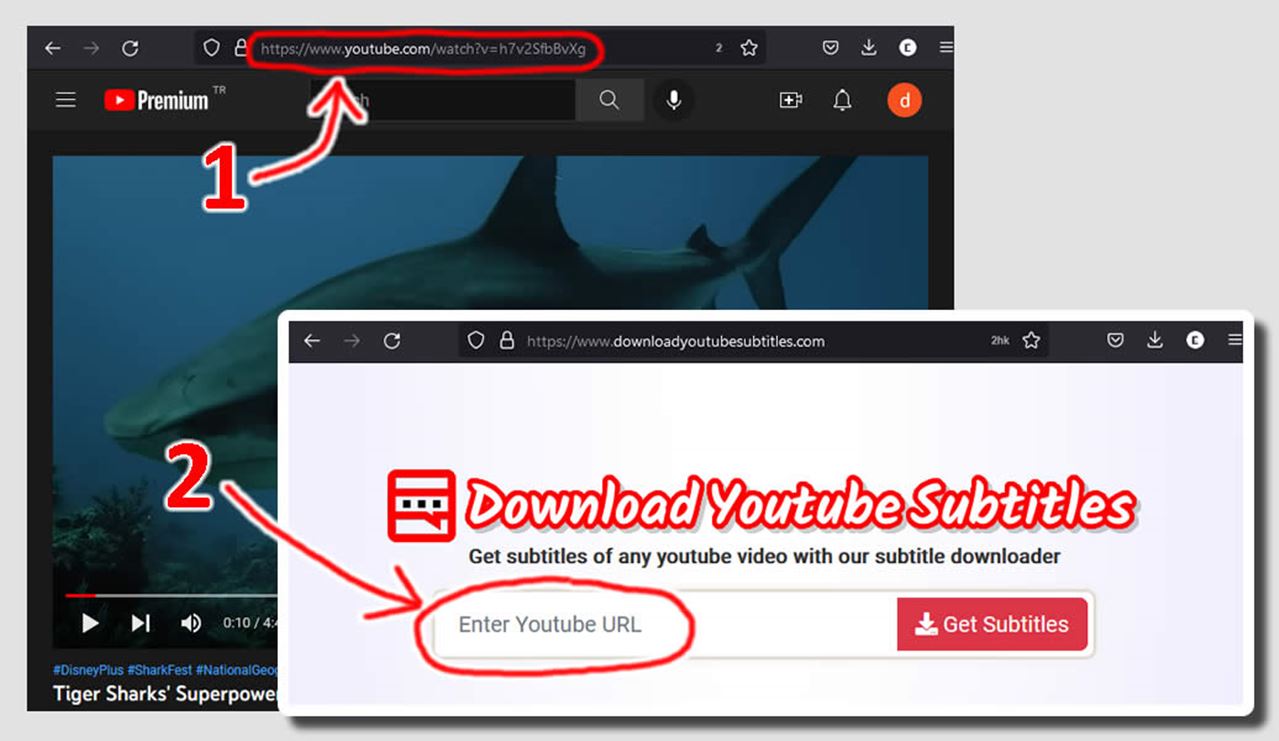 https://www.youtube.com/watch?v=h7v2SfbBvXg
2
Premium TR
d
1
0:10 / 4:4
#DisneyPlus #SharkFest #NationalGeog
Tiger Sharks' Superpower
https://www.downloadyoutubesubtitles.com
2hk
2
Download Youtube Subtitles
Get subtitles of any youtube video with our subtitle downloader
Enter Youtube URL
Get Subtitles